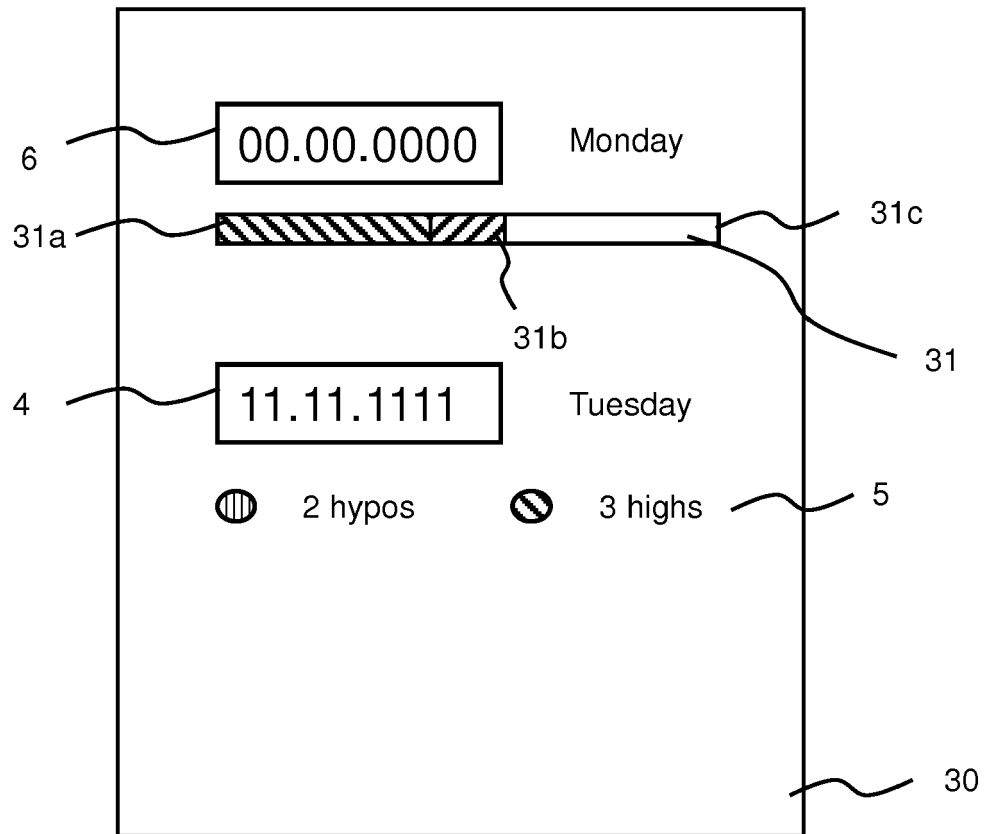 6 00.00.0000 Monday
31a 31c
31b
31
4 11.11.1111 Tuesday
2 hypos 3 highs 5
30